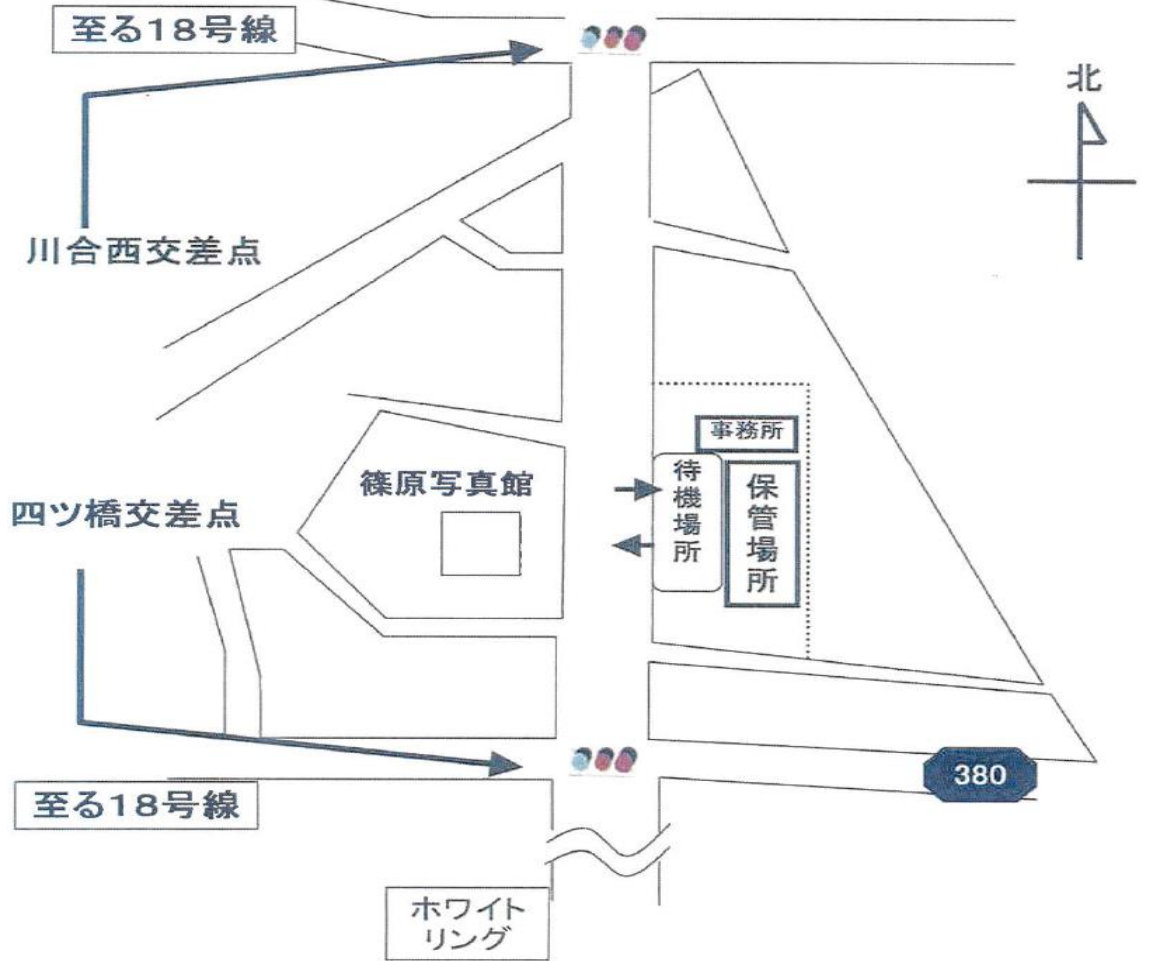 至る18号線
北
川合西交差点
事務所
待機場所
保管場所
篠原写真館
四ツ橋交差点
380
至る18号線
ホワイト
リング